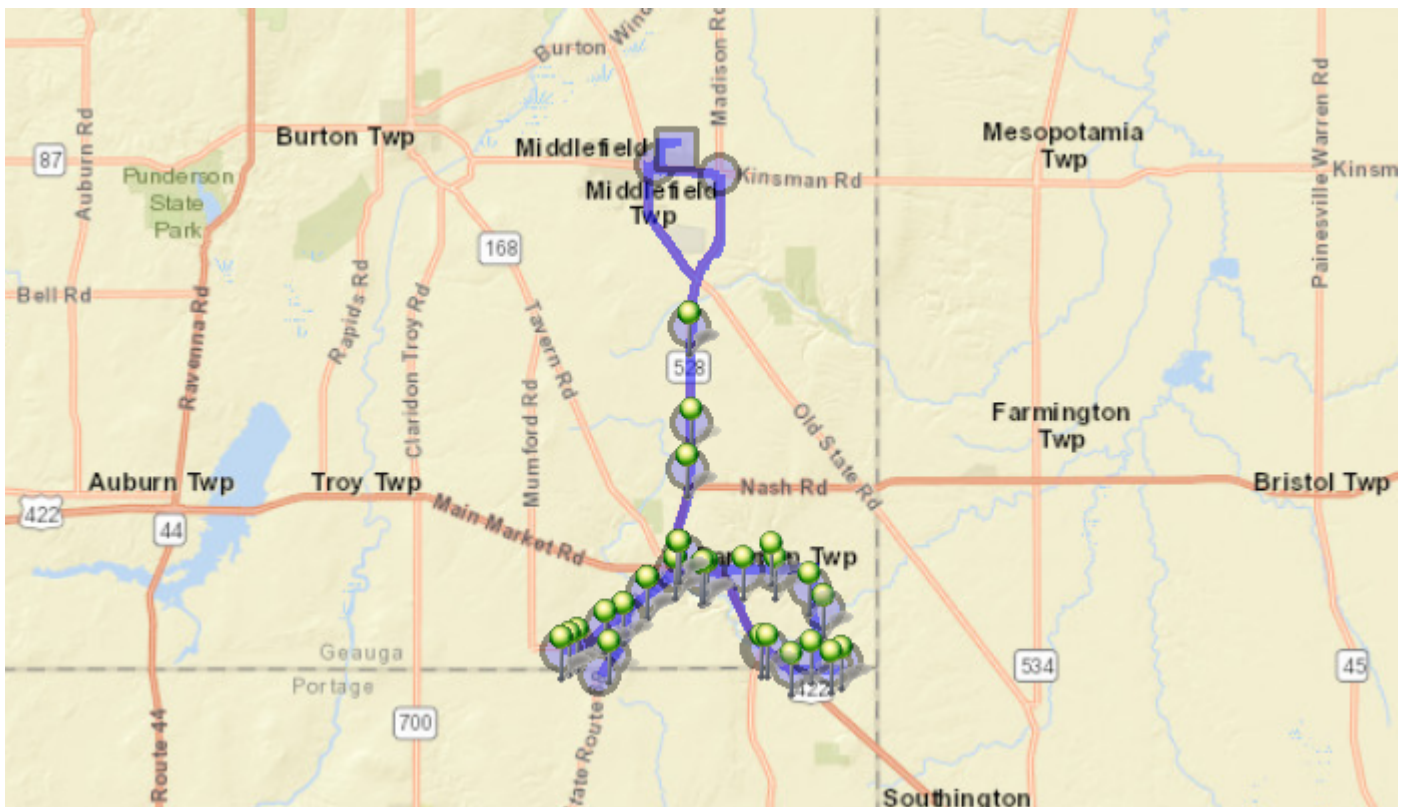 Burton Wind
Madison Rd
Auburn Rd
87
Burton Twp
Middlefield
Mesopotamia
Twp
Painesville Warren Rd
Punderson
State
Park
Kinsman Rd
Kinsm
Middlefield
Twp
168
Bell Rd
Ravenna Rd
Rapids Rd
Claridon Troy Rd
Tavern Rd
Mumford Rd
528
Old State Rd
Farmington
Twp
Auburn Twp
Troy Twp
Nash Rd
Bristol Twp
422
44
Main Market Rd
Twp
Geauga
Portage
534
45
422
700
Route 44
tate Route
Southington